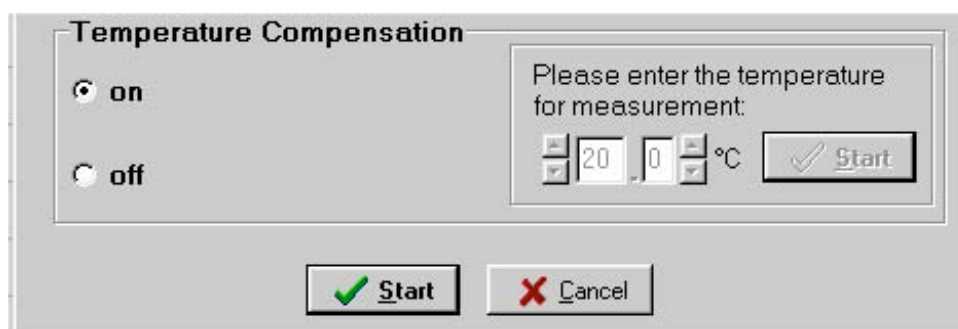 Temperature Compensation
on
Please enter the temperature
for measurement:
20 . 0 °C Start
off
Start Cancel